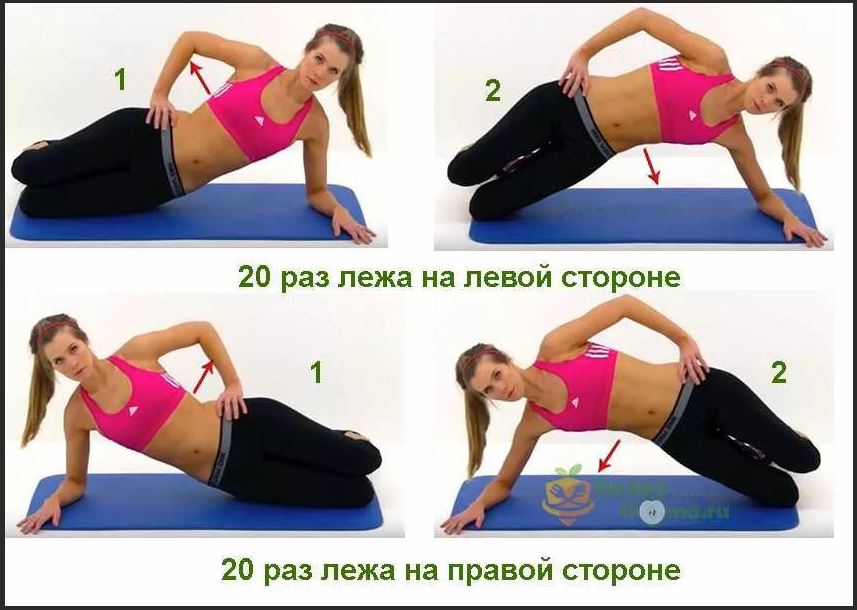 1
2
20 раз лежа на левой стороне
1
2
20 раз лежа на правой стороне